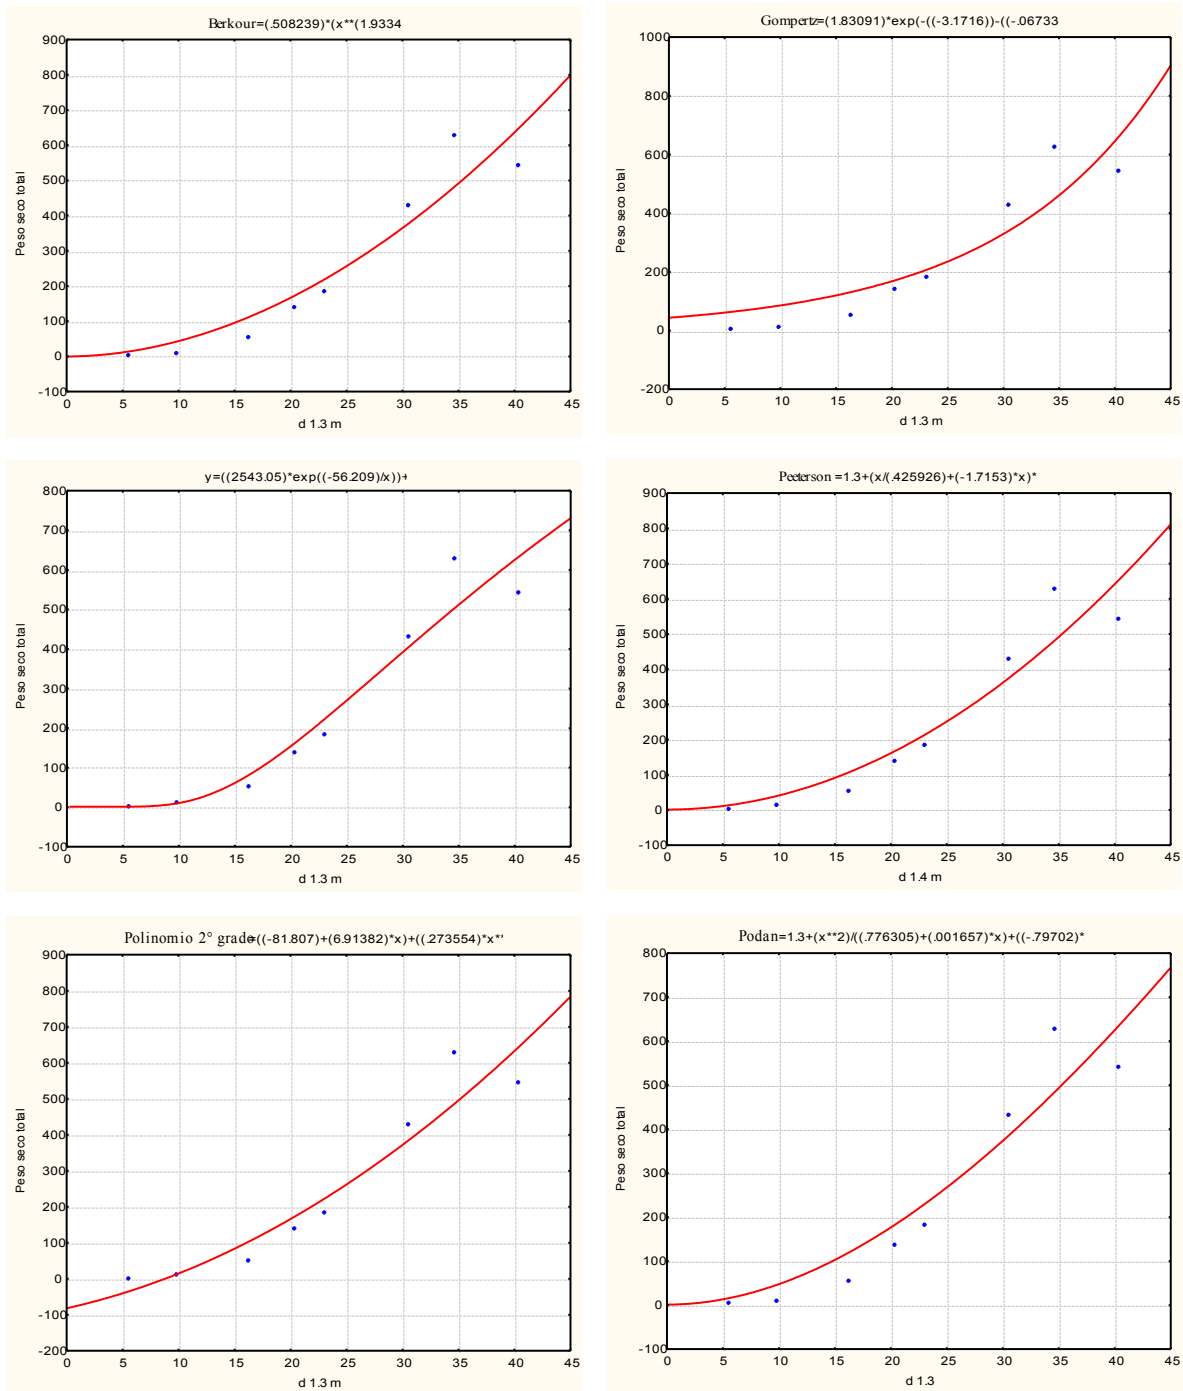 Berkour=(.508239)*(x**(1.9334
900
800
700
600
500
400
300
200
100
0
-100
0 5 10 15 20 25 30 35 40 45
Peso seco total
d 1.3 m
Gompertz=(1.83091)*exp(-((-3.1716))-((-.06733
1000
800
600
400
200
0
-200
0 5 10 15 20 25 30 35 40 45
Peso seco total
d 1.3 m
y=((2543.05)*exp((-56.209)/x))+
800
700
600
500
400
300
200
100
0
-100
0 5 10 15 20 25 30 35 40 45
Peso seco total
d 1.3 m
Peeterson =1.3+(x/(.425926)+(-1.7153)*x)*
900
800
700
600
500
400
300
200
100
0
-100
0 5 10 15 20 25 30 35 40 45
Peso seco total
d 1.4 m
Polinomio 2° grado=((-81.807)+(6.91382)*x)+((.273554)*x**
900
800
700
600
500
400
300
200
100
0
-100
-200
0 5 10 15 20 25 30 35 40 45
Peso seco total
d 1.3 m
Podan=1.3+(x**2)/((.776305)+(.001657)*x)+((-.79702)*
800
700
600
500
400
300
200
100
0
-100
0 5 10 15 20 25 30 35 40 45
Peso seco total
d 1.3